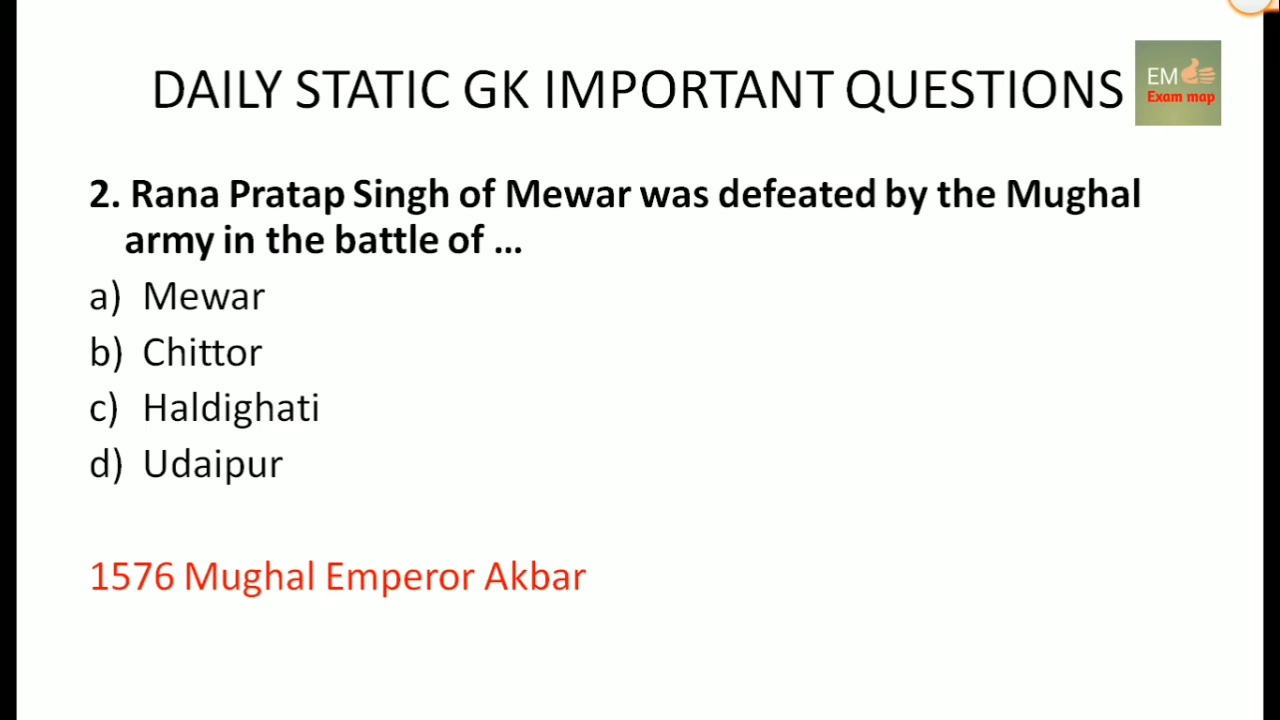 DAILY STATIC GK IMPORTANT QUESTIONS
EM
Exam map
2. Rana Pratap Singh of Mewar was defeated by the Mughal
army in the battle of ...
a) Mewar
b) Chittor
c) Haldighati
d) Udaipur
1576 Mughal Emperor Akbar